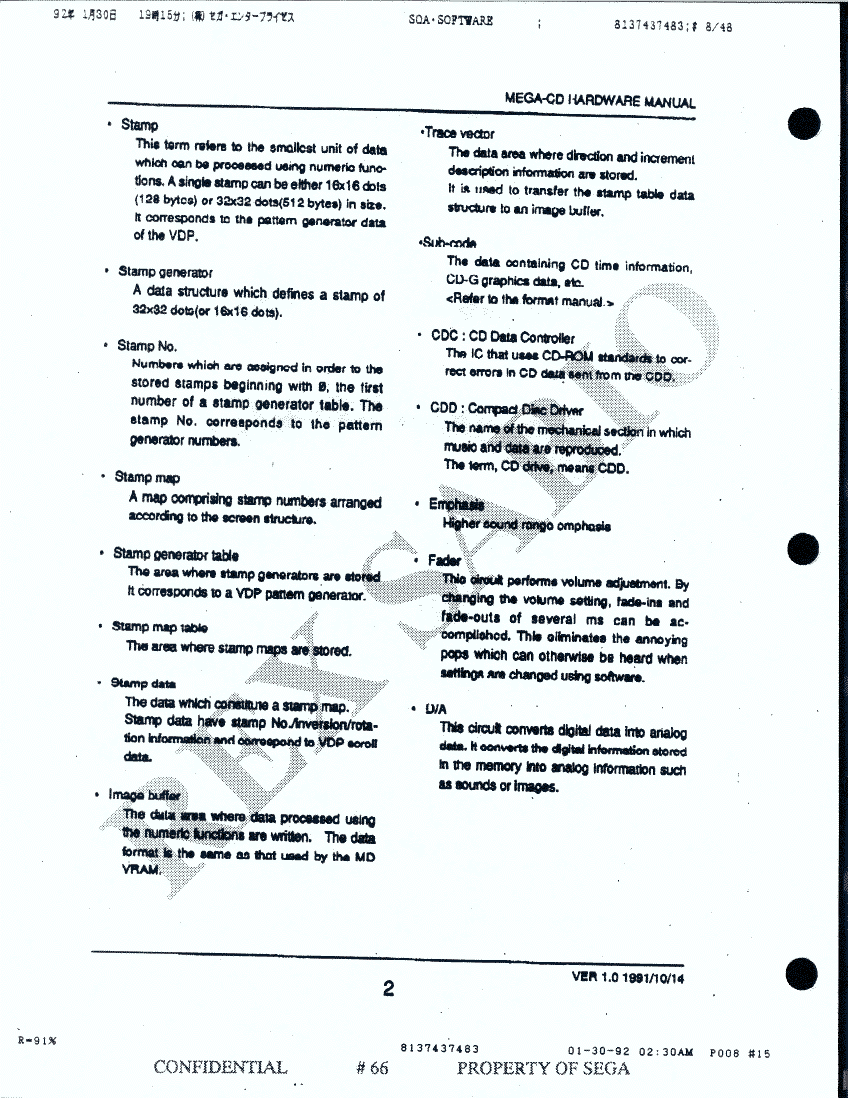 92年 1月30日 19時15分; (株) セガ・エンタープライゼス SOA・SOFTWARE ; 8137437483;# 8/48
MEGA-CD HARDWARE MANUAL
• Stamp
This term refers to the smallest unit of data
which can be processed using numeric func-
tions. A single stamp can be either 16x16 dots
(128 bytes) or 32x32 dots(512 bytes) in size.
It corresponds to the pattern generator data
of the VDP.
• Stamp generator
A data structure which defines a stamp of
32x32 dots(or 16x16 dots).
• Stamp No.
Numbers which are assigned in order to the
stored stamps beginning with 0, the first
number of a stamp generator table. The
stamp No. corresponds to the pattern
generator numbers.
• Stamp map
A map comprising stamp numbers arranged
according to the screen structure.
• Stamp generator table
The area where stamp generators are stored
It corresponds to a VDP pattern generator.
• Stamp map table
The area where stamp maps are stored.
• Stamp data
The data which constitute a stamp map.
Stamp data have stamp No./inversion/rota-
tion information and correspond to VDP scroll
data.
• Image buffer
The data area where data processed using
the numeric functions are written. The data
format is the same as that used by the MD
VRAM.
•Trace vector
The data area where direction and increment
description information are stored.
It is used to transfer the stamp table data
structure to an image buffer.
•Sub-code
The data containing CD time information,
CD-G graphics data, etc.
<Refer to the format manual.>
• CDC : CD Data Controller
The IC that uses CD-ROM standards to cor-
rect errors in CD data sent from the CDD.
• CDD : Compact Disc Driver
The name of the mechanical section in which
music and data are reproduced.
The term, CD drive, means CDD.
• Emphasis
Higher sound range emphasis
• Fader
This circuit performs volume adjustment. By
changing the volume setting, fade-ins and
fade-outs of several ms can be ac-
complished. This eliminates the annoying
pops which can otherwise be heard when
settings are changed using software.
• D/A
This circuit converts digital data into analog
data. It converts the digital information stored
in the memory into analog information such
as sounds or images.
REX SABIO
VER 1.0 1991/10/14
2
R=91%
8137437483 01-30-92 02:30AM P008 #15
CONFIDENTIAL # 66 PROPERTY OF SEGA